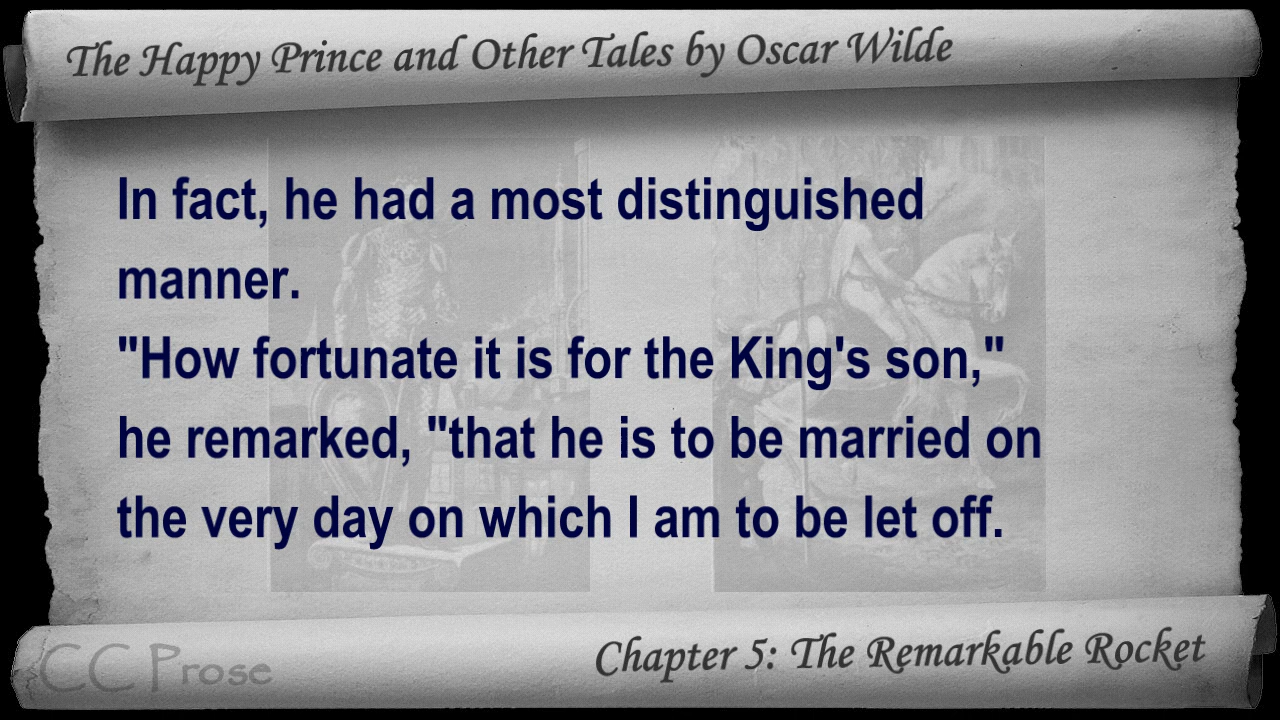 The Happy Prince and Other Tales by Oscar Wilde
In fact, he had a most distinguished
manner.
"How fortunate it is for the King's son,"
he remarked, "that he is to be married on
the very day on which I am to be let off.
CC Prose
Chapter 5: The Remarkable Rocket